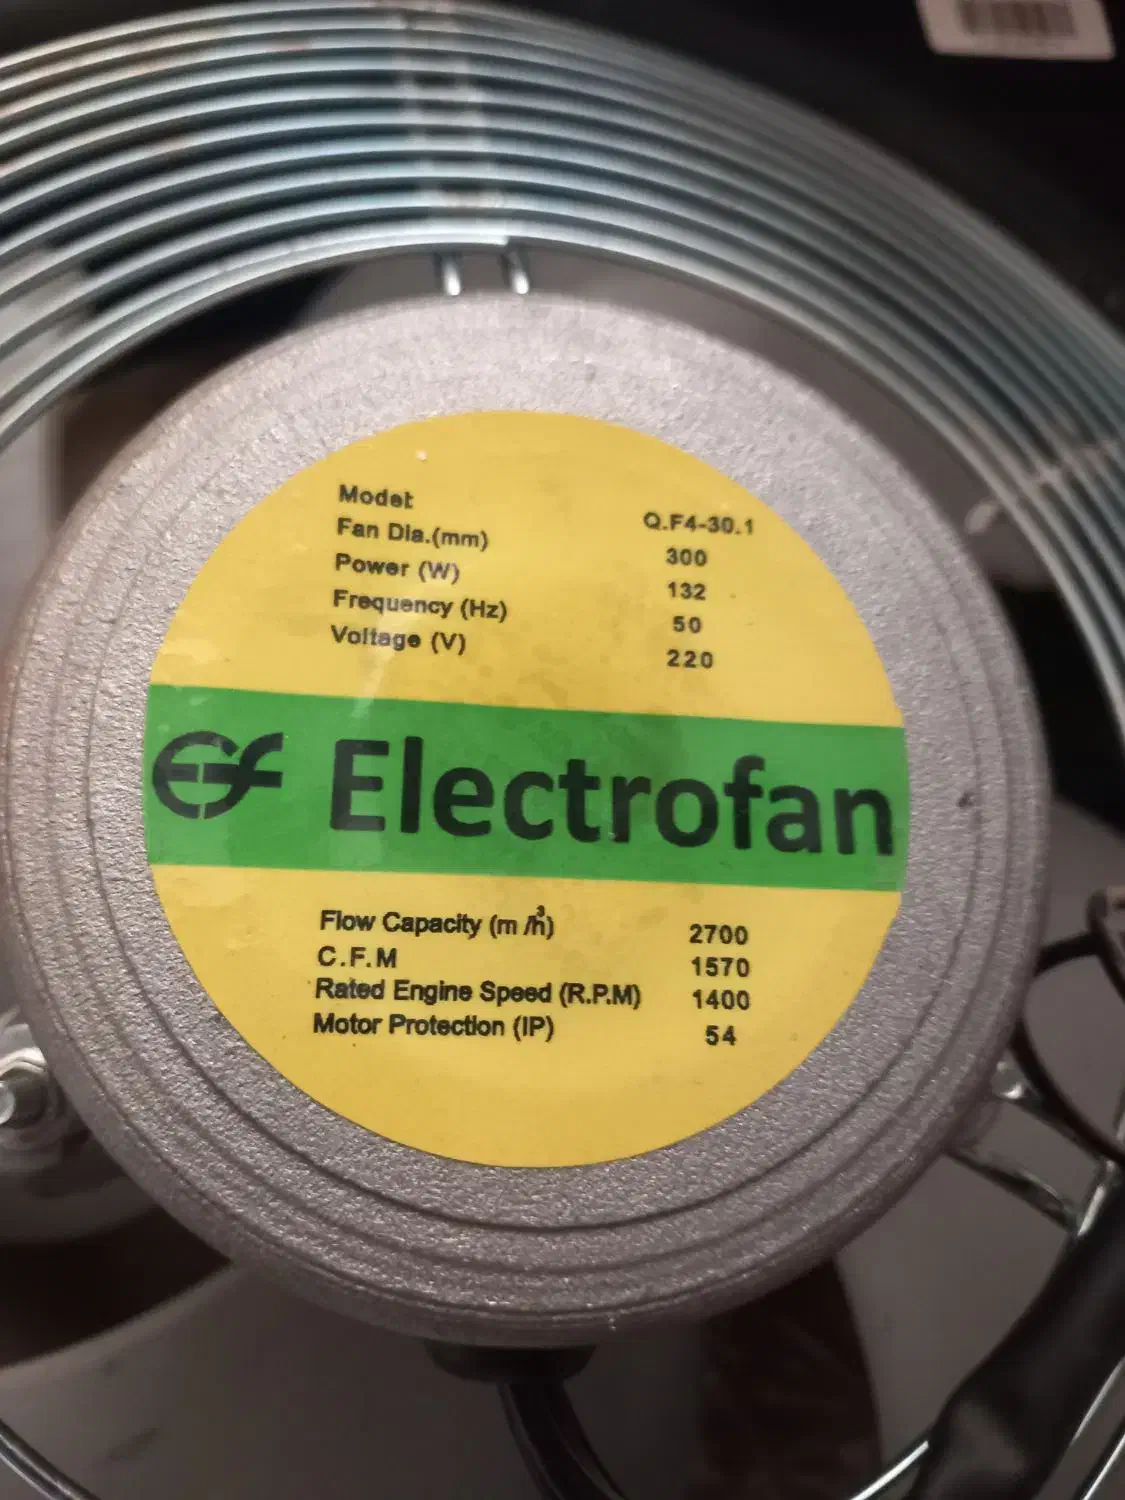 Model: Q.F4-30.1
Fan Dia.(mm) 300
Power (W) 132
Frequency (Hz) 50
Voltage (V) 220
EF Electrofan
Flow Capacity (m³/h) 2700
C.F.M 1570
Rated Engine Speed (R.P.M) 1400
Motor Protection (IP) 54